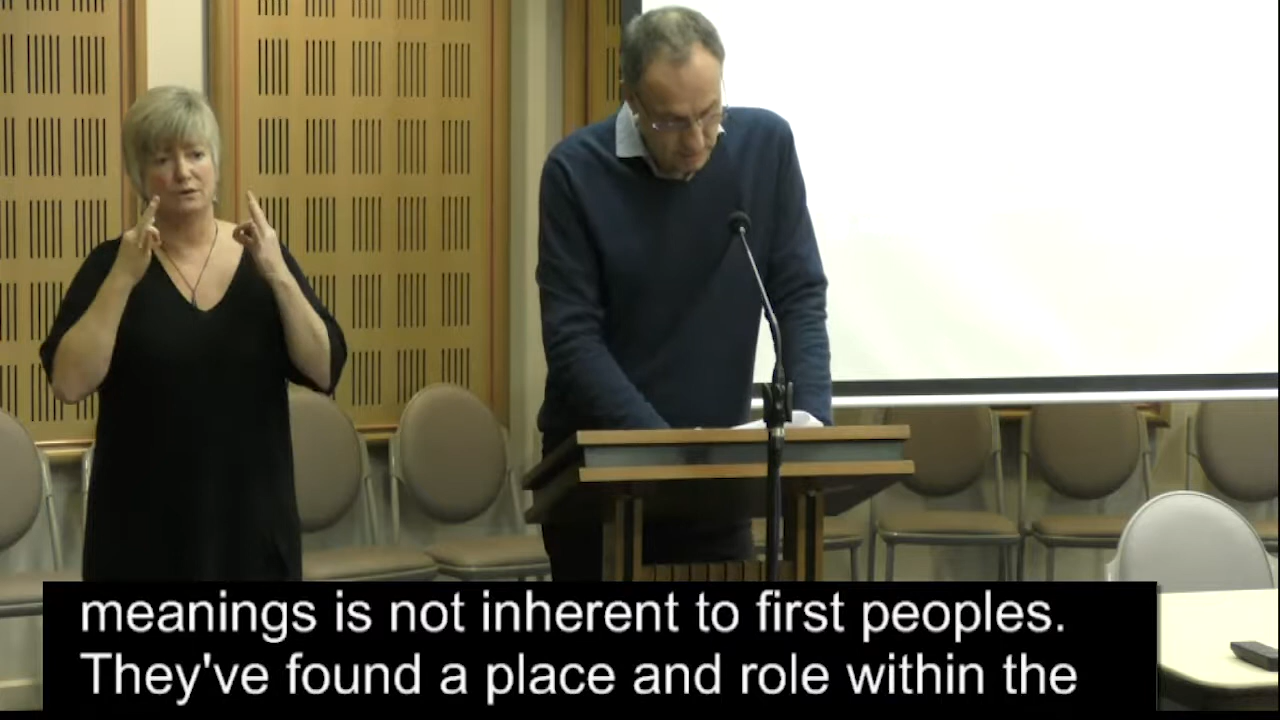 meanings is not inherent to first peoples.
They've found a place and role within the